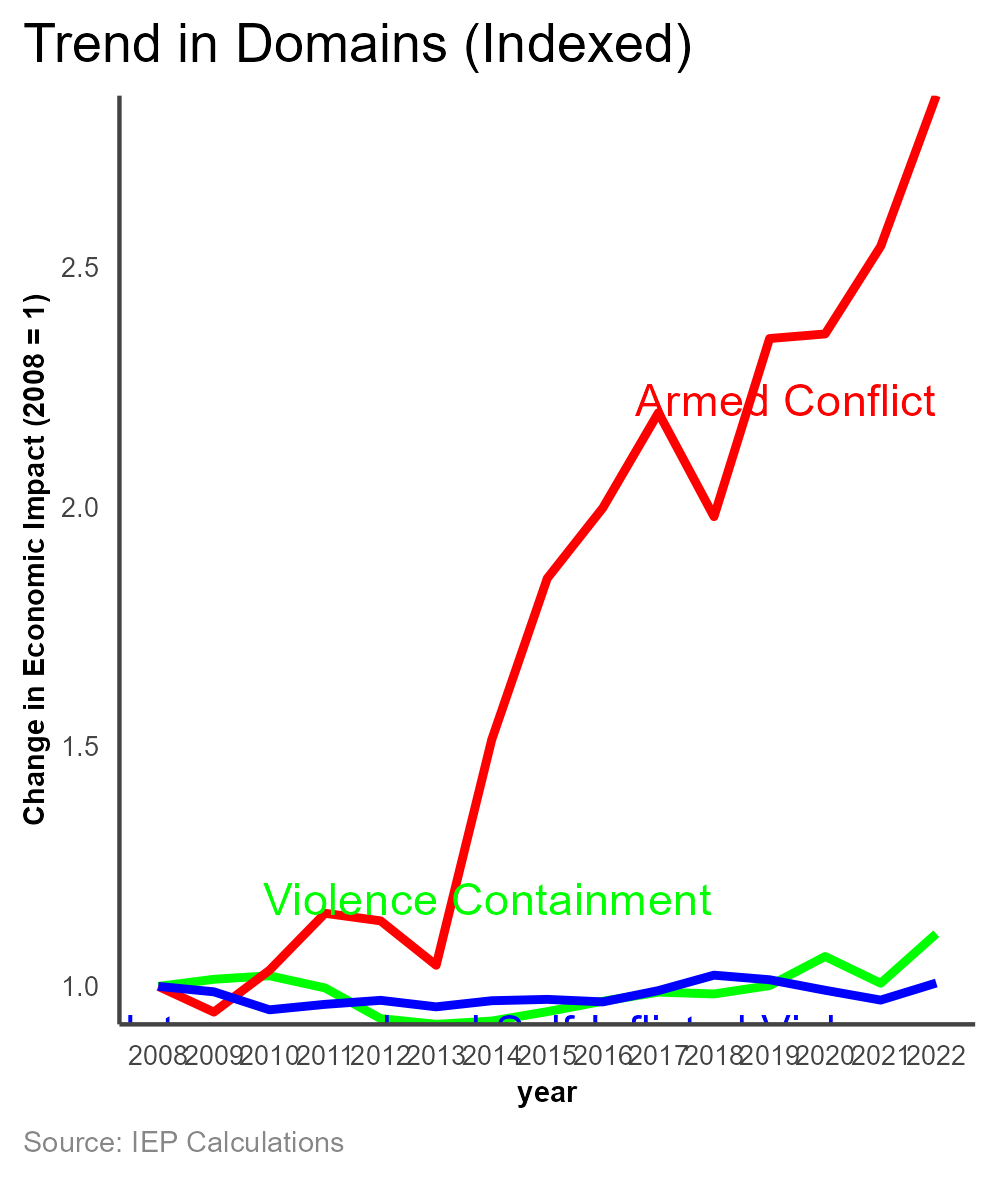 Trend in Domains (Indexed)
Change in Economic Impact (2008 = 1)
2.5
2.0
1.5
1.0
Armed Conflict
Violence Containment
2008 2009 2010 2011 2012 2013 2014 2015 2016 2017 2018 2019 2020 2021 2022
year
Source: IEP Calculations